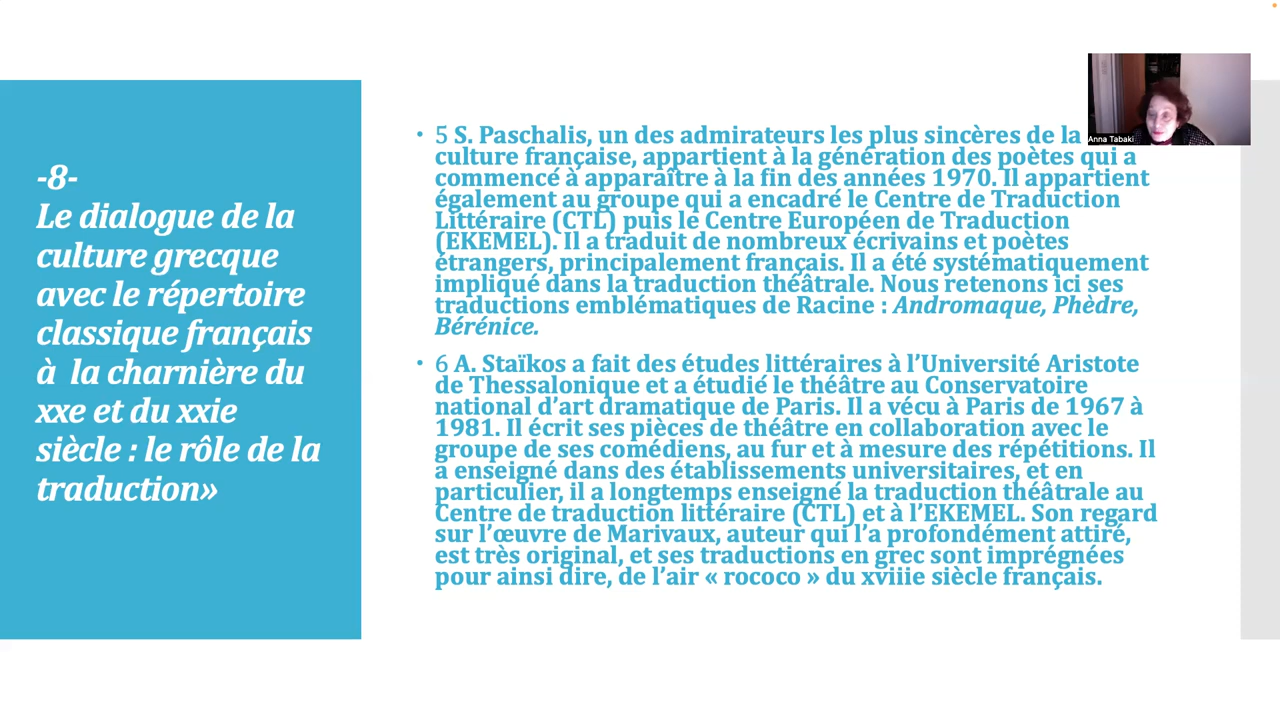 -8-
Le dialogue de la
culture grecque
avec le répertoire
classique français
à la charnière du
xxe et du xxie
siècle : le rôle de la
traduction»
• 5 S. Paschalis, un des admirateurs les plus sincères de la
culture française, appartient à la génération des poètes qui a
commencé à apparaître à la fin des années 1970. Il appartient
également au groupe qui a encadré le Centre de Traduction
Littéraire (CTL) puis le Centre Européen de Traduction
(EKEMEL). Il a traduit de nombreux écrivains et poètes
étrangers, principalement français. Il a été systématiquement
impliqué dans la traduction théâtrale. Nous retenons ici ses
traductions emblématiques de Racine : Andromaque, Phèdre,
Bérénice.
• 6 A. Staïkos a fait des études littéraires à l’Université Aristote
de Thessalonique et a étudié le théâtre au Conservatoire
national d’art dramatique de Paris. Il a vécu à Paris de 1967 à
1981. Il écrit ses pièces de théâtre en collaboration avec le
groupe de ses comédiens, au fur et à mesure des répétitions. Il
a enseigné dans des établissements universitaires, et en
particulier, il a longtemps enseigné la traduction théâtrale au
Centre de traduction littéraire (CTL) et à l’EKEMEL. Son regard
sur l’œuvre de Marivaux, auteur qui l’a profondément attiré,
est très original, et ses traductions en grec sont imprégnées
pour ainsi dire, de l’air « rococo » du xviiie siècle français.
Anna Tabaki